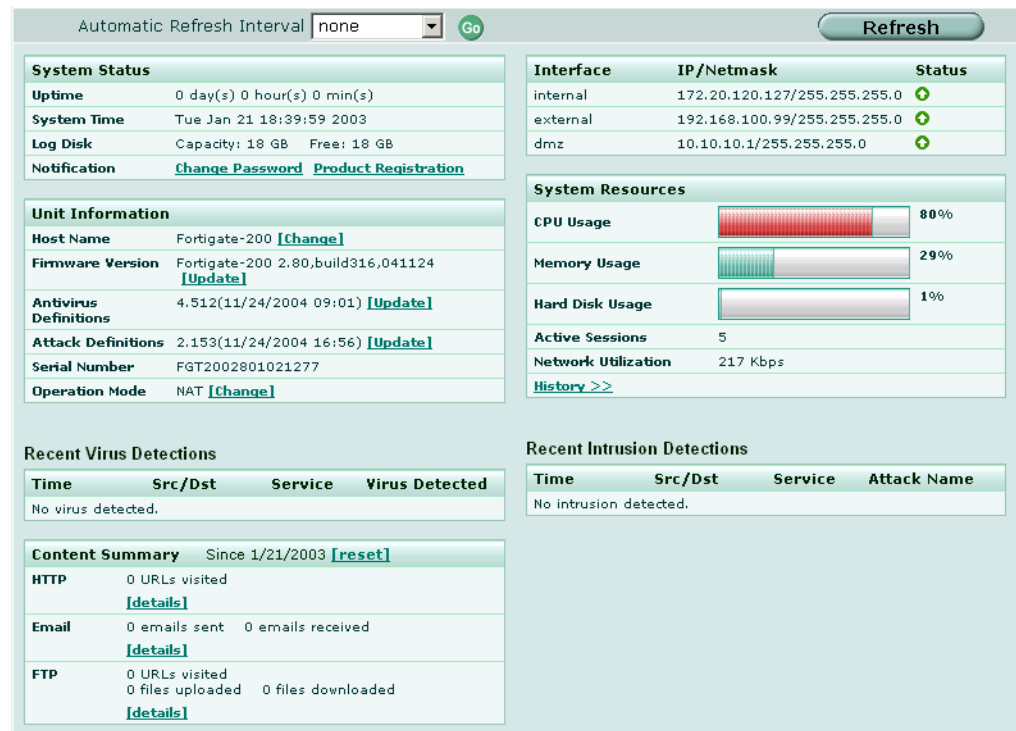 Automatic Refresh Interval none Go Refresh
System Status
Uptime 0 day(s) 0 hour(s) 0 min(s)
System Time Tue Jan 21 18:39:59 2003
Log Disk Capacity: 18 GB Free: 18 GB
Notification Change Password Product Registration
Unit Information
Host Name Fortigate-200 [Change]
Firmware Version Fortigate-200 2.80,build316,041124
[Update]
Antivirus 4.512(11/24/2004 09:01) [Update]
Definitions
Attack Definitions 2.153(11/24/2004 16:56) [Update]
Serial Number FGT2002801021277
Operation Mode NAT [Change]
Recent Virus Detections
Time Src/Dst Service Virus Detected
No virus detected.
Content Summary Since 1/21/2003 [reset]
HTTP 0 URLs visited
[details]
Email 0 emails sent 0 emails received
[details]
FTP 0 URLs visited
0 files uploaded 0 files downloaded
[details]
Interface IP/Netmask Status
internal 172.20.120.127/255.255.255.0
external 192.168.100.99/255.255.255.0
dmz 10.10.10.1/255.255.255.0
System Resources
CPU Usage 80%
Memory Usage 29%
Hard Disk Usage 1%
Active Sessions 5
Network Utilization 217 Kbps
History >>
Recent Intrusion Detections
Time Src/Dst Service Attack Name
No intrusion detected.